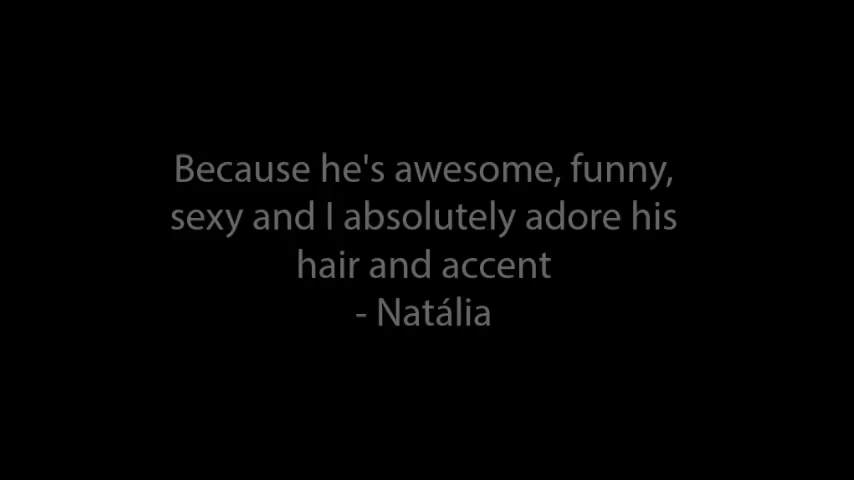 Because he's awesome, funny,
sexy and I absolutely adore his
hair and accent
- Natália